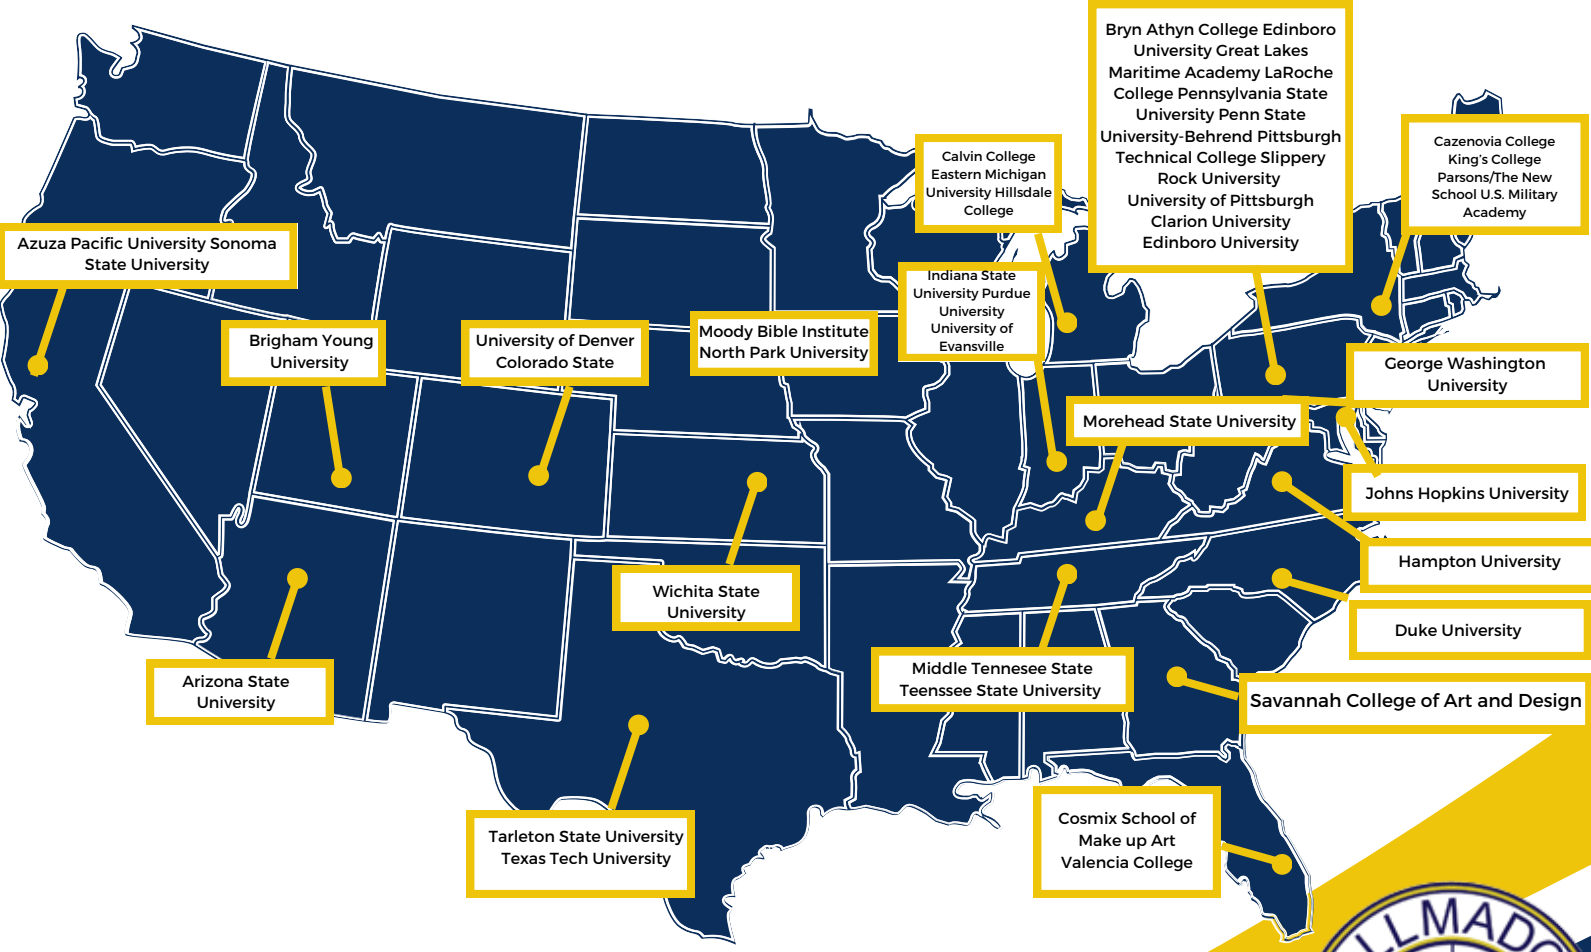 Bryn Athyn College Edinboro
University Great Lakes
Maritime Academy LaRoche
College Pennsylvania State
University Penn State
University-Behrend Pittsburgh
Technical College Slippery
Rock University
University of Pittsburgh
Clarion University
Edinboro University
Calvin College
Eastern Michigan
University Hillsdale
College
Cazenovia College
King's College
Parsons/The New
School U.S. Military
Academy
Azuza Pacific University Sonoma
State University
Indiana State
University Purdue
University
University of
Evansville
Moody Bible Institute
North Park University
Brigham Young
University
University of Denver
Colorado State
George Washington
University
Morehead State University
Johns Hopkins University
Hampton University
Wichita State
University
Duke University
Middle Tennesee State
Teenssee State University
Arizona State
University
Savannah College of Art and Design
Tarleton State University
Texas Tech University
Cosmix School of
Make up Art
Valencia College